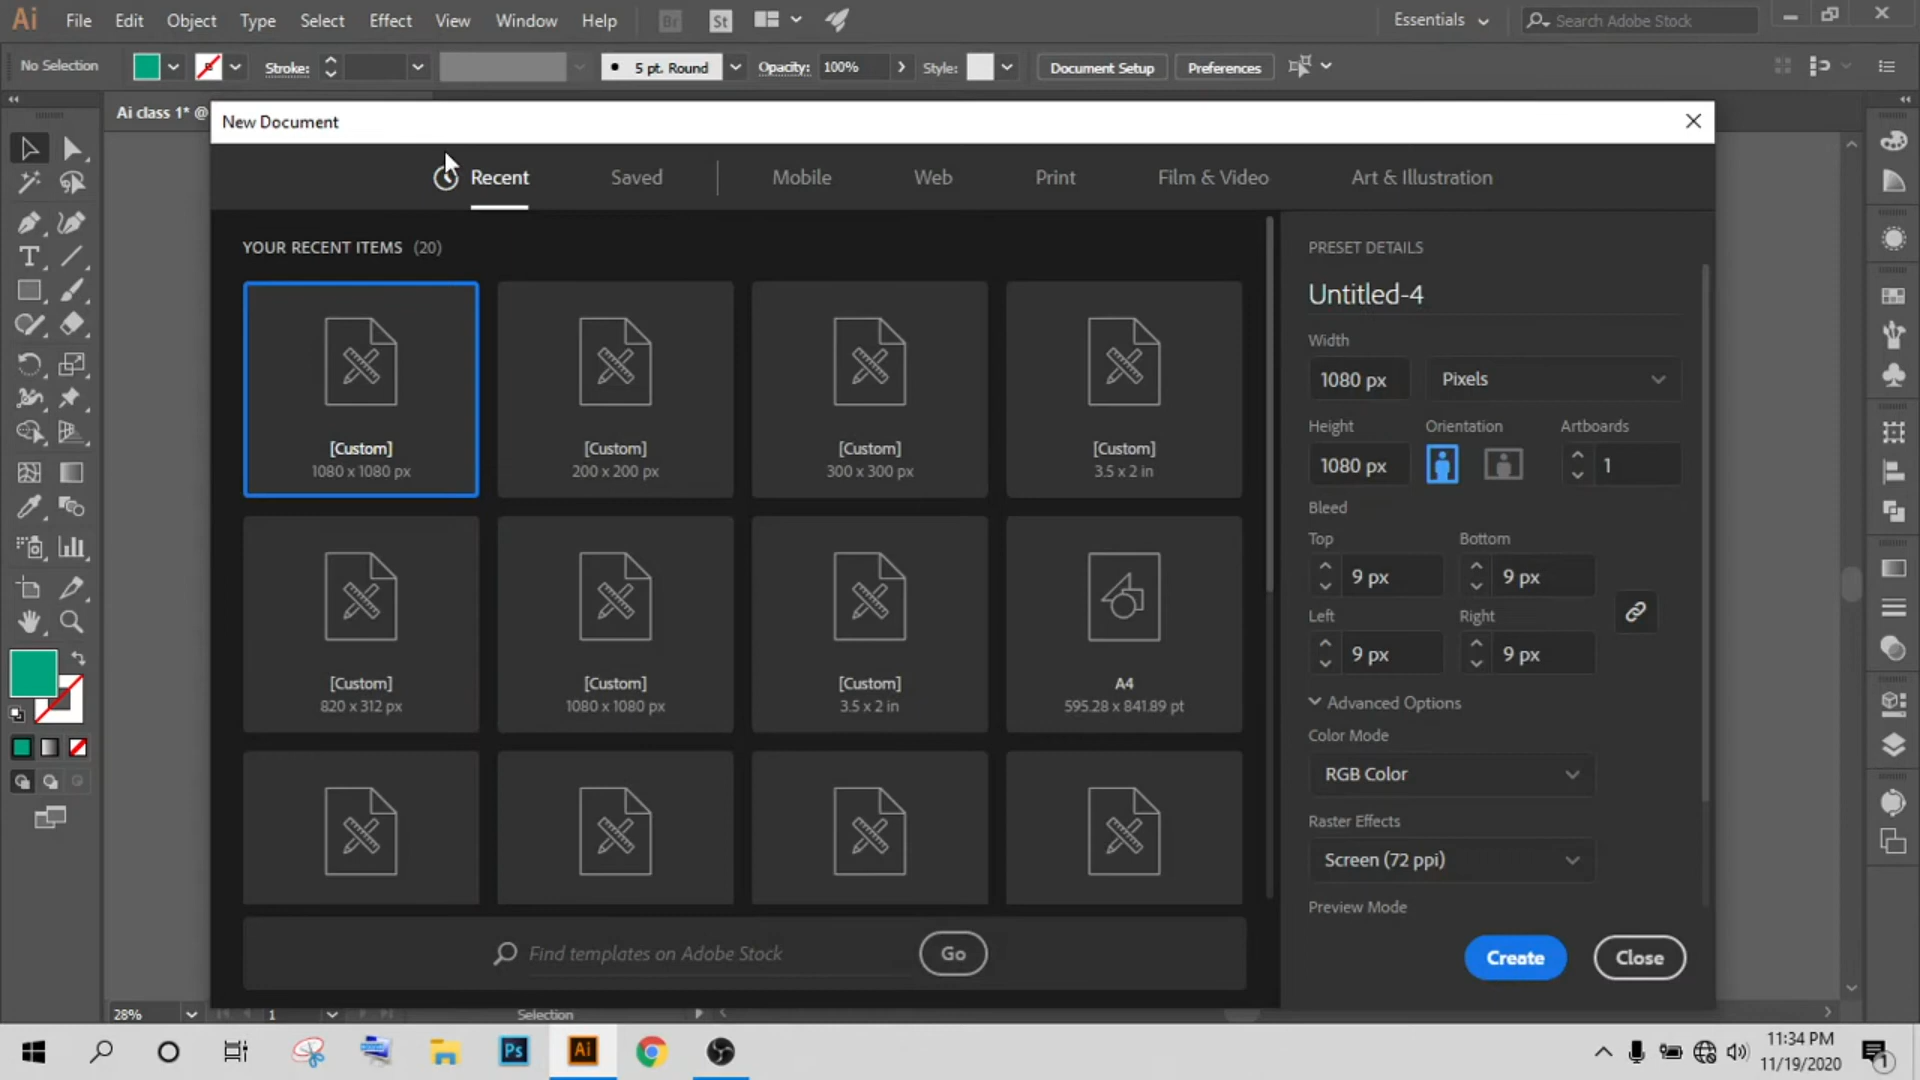 Ai File Edit Object Type Select Effect View Window Help Br St Essentials Search Adobe Stock
No Selection Stroke: 5 pt. Round Opacity: 100% Style: Document Setup Preferences
Ai class 1* @
New Document
Recent Saved Mobile Web Print Film & Video Art & Illustration
YOUR RECENT ITEMS (20)
[Custom] [Custom] [Custom] [Custom]
1080 x 1080 px 200 x 200 px 300 x 300 px 3.5 x 2 in
[Custom] [Custom] [Custom] A4
820 x 312 px 1080 x 1080 px 3.5 x 2 in 595.28 x 841.89 pt
Find templates on Adobe Stock Go
PRESET DETAILS
Untitled-4
Width
1080 px Pixels
Height Orientation Artboards
1080 px 1
Bleed
Top Bottom
9 px 9 px
Left Right
9 px 9 px
Advanced Options
Color Mode
RGB Color
Raster Effects
Screen (72 ppi)
Preview Mode
Create Close
28% 1 Selection
Ps Ai
11:34 PM
11/19/2020
1